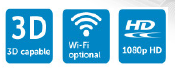 3D
3D capable
Wi-Fi
optional
HD
1080p HD